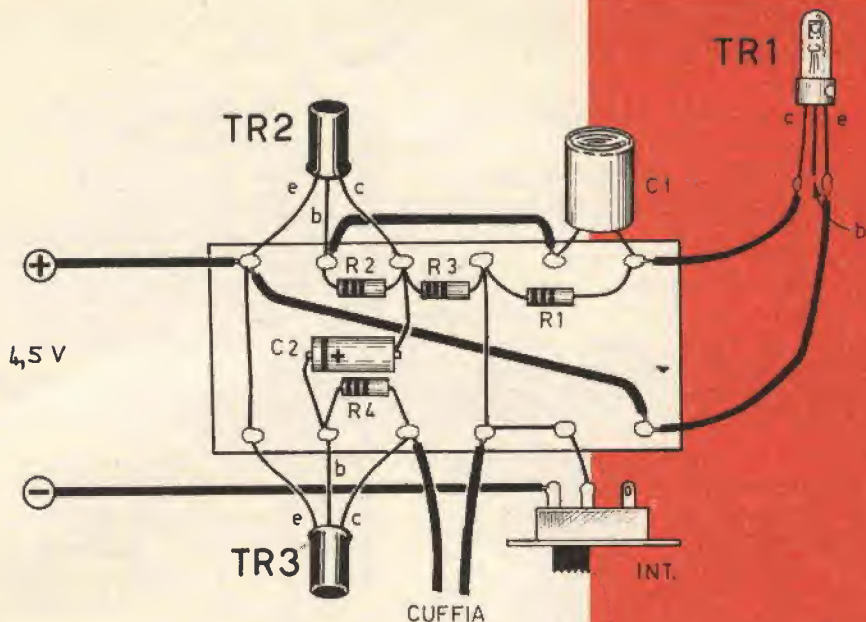 TR1
TR2
c e
C1
e c
b
b
+
R2 R3
R1
4,5 V
C2
+
R4
b
−
e c
TR3
INT.
CUFFIA